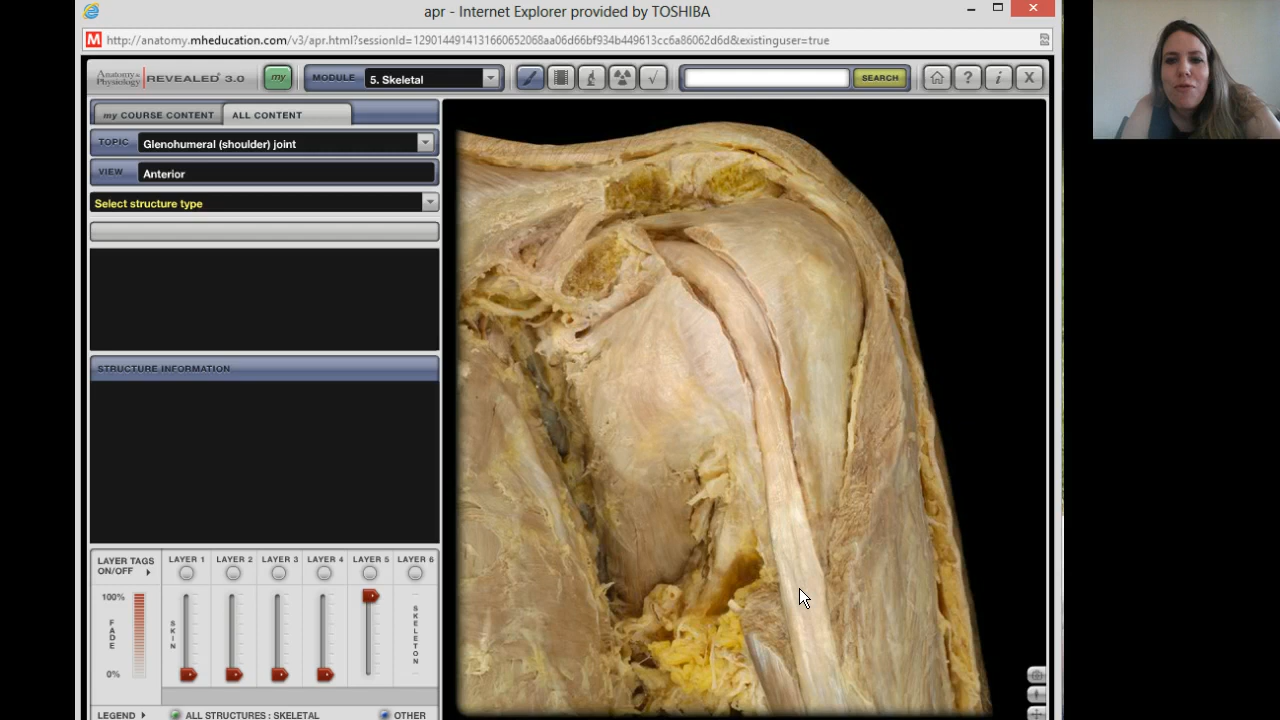 apr - Internet Explorer provided by TOSHIBA
M http://anatomy.mheducation.com/v3/apr.html?sessionId=1290144914131660652068aa06d66bf934b449613cc6a86062d6d&existinguser=true
Anatomy & Physiology REVEALED® 3.0 my MODULE 5. Skeletal √ SEARCH ? i X
my COURSE CONTENT ALL CONTENT
TOPIC Glenohumeral (shoulder) joint
VIEW Anterior
Select structure type
STRUCTURE INFORMATION
LAYER TAGS ON/OFF LAYER 1 LAYER 2 LAYER 3 LAYER 4 LAYER 5 LAYER 6
100%
FADE SKIN SKELETON
0%
LEGEND ALL STRUCTURES : SKELETAL OTHER